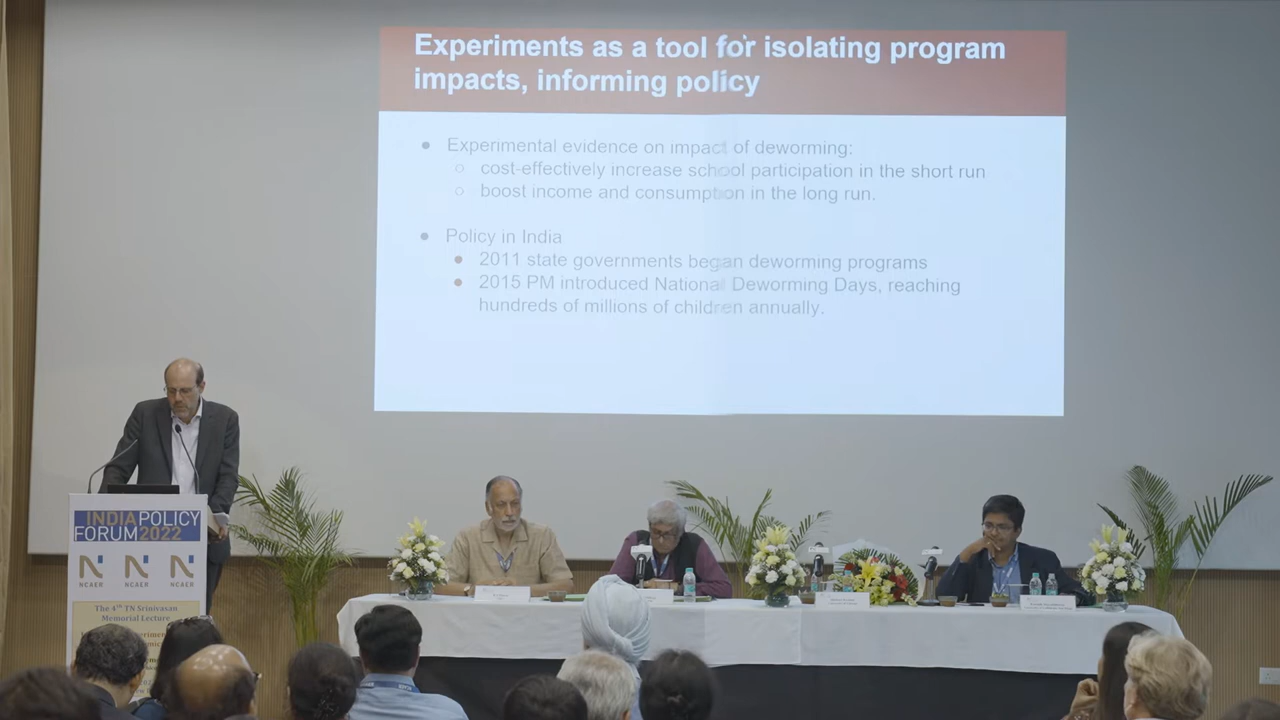 Experiments as a tool for isolating program
impacts, informing policy
● Experimental evidence on impact of deworming:
○ cost-effectively increase school participation in the short run
○ boost income and consumption in the long run.
● Policy in India
● 2011 state governments began deworming programs
● 2015 PM introduced National Deworming Days, reaching
hundreds of millions of children annually.
INDIA POLICY
FORUM 2022
N N N
NCAER NCAER NCAER
The 4th TN Srinivasan
Memorial Lecture